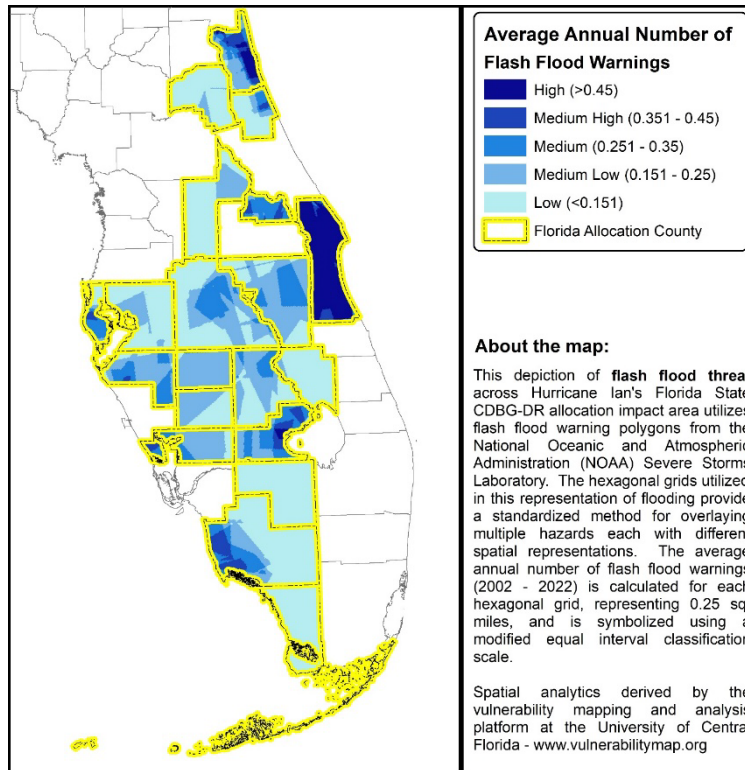 Average Annual Number of
Flash Flood Warnings
High (>0.45)
Medium High (0.351 - 0.45)
Medium (0.251 - 0.35)
Medium Low (0.151 - 0.25)
Low (<0.151)
Florida Allocation County
About the map:
This depiction of flash flood threa
across Hurricane Ian's Florida State
CDBG-DR allocation impact area utilizes
flash flood warning polygons from the
National Oceanic and Atmospheric
Administration (NOAA) Severe Storms
Laboratory. The hexagonal grids utilized
in this representation of flooding provide
a standardized method for overlaying
multiple hazards each with differen
spatial representations. The average
annual number of flash flood warnings
(2002 - 2022) is calculated for each
hexagonal grid, representing 0.25 sq
miles, and is symbolized using a
modified equal interval classification
scale.
Spatial analytics derived by the
vulnerability mapping and analysis
platform at the University of Centra
Florida - www.vulnerabilitymap.org